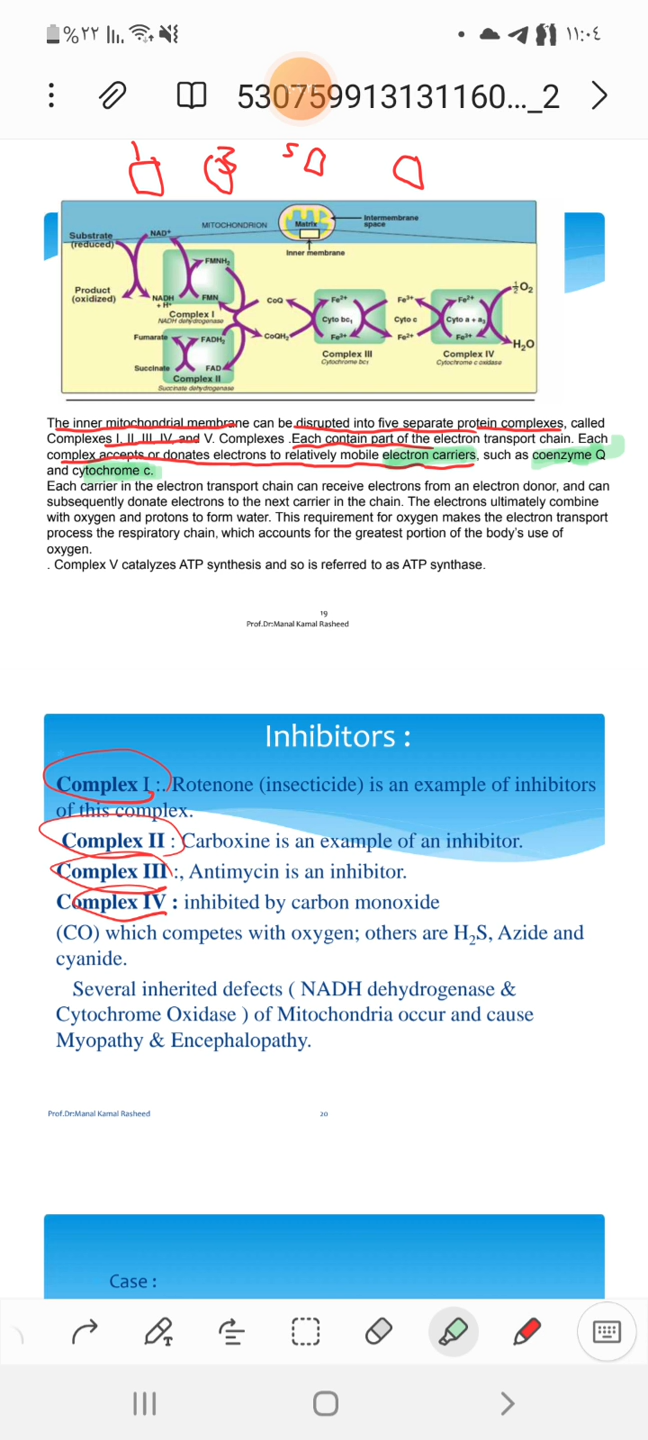 %٢٢
١١:٠٤
530759913131160..._2
1
3
5
Substrate
(reduced)
NAD⁺
MITOCHONDRION
Matrix
Intermembrane
space
Inner membrane
FMNH₂
Product
(oxidized)
NADH
+ H⁺
FMN
Complex I
NADH dehydrogenase
CoQ
CoQH₂
Fe³⁺
Cyto bc₁
Fe²⁺
Fe³⁺
Cyto c
Fe²⁺
Fe³⁺
Cyto a + a₃
Fe²⁺
½O₂
H₂O
Fumarate
FADH₂
Succinate
FAD
Complex II
Succinate dehydrogenase
Complex III
Cytochrome bc₁
Complex IV
Cytochrome c oxidase
The inner mitochondrial membrane can be disrupted into five separate protein complexes, called
Complexes I, II, III, IV, and V. Complexes .Each contain part of the electron transport chain. Each
complex accepts or donates electrons to relatively mobile electron carriers, such as coenzyme Q
and cytochrome c.
Each carrier in the electron transport chain can receive electrons from an electron donor, and can
subsequently donate electrons to the next carrier in the chain. The electrons ultimately combine
with oxygen and protons to form water. This requirement for oxygen makes the electron transport
process the respiratory chain, which accounts for the greatest portion of the body's use of
oxygen.
. Complex V catalyzes ATP synthesis and so is referred to as ATP synthase.
19
Prof.Dr:Manal Kamal Rasheed
Inhibitors :
Complex I,:. Rotenone (insecticide) is an example of inhibitors
of this complex.
Complex II : Carboxine is an example of an inhibitor.
Complex III :, Antimycin is an inhibitor.
Complex IV : inhibited by carbon monoxide
(CO) which competes with oxygen; others are H₂S, Azide and
cyanide.
Several inherited defects ( NADH dehydrogenase &
Cytochrome Oxidase ) of Mitochondria occur and cause
Myopathy & Encephalopathy.
Prof.Dr:Manal Kamal Rasheed
20
Case :